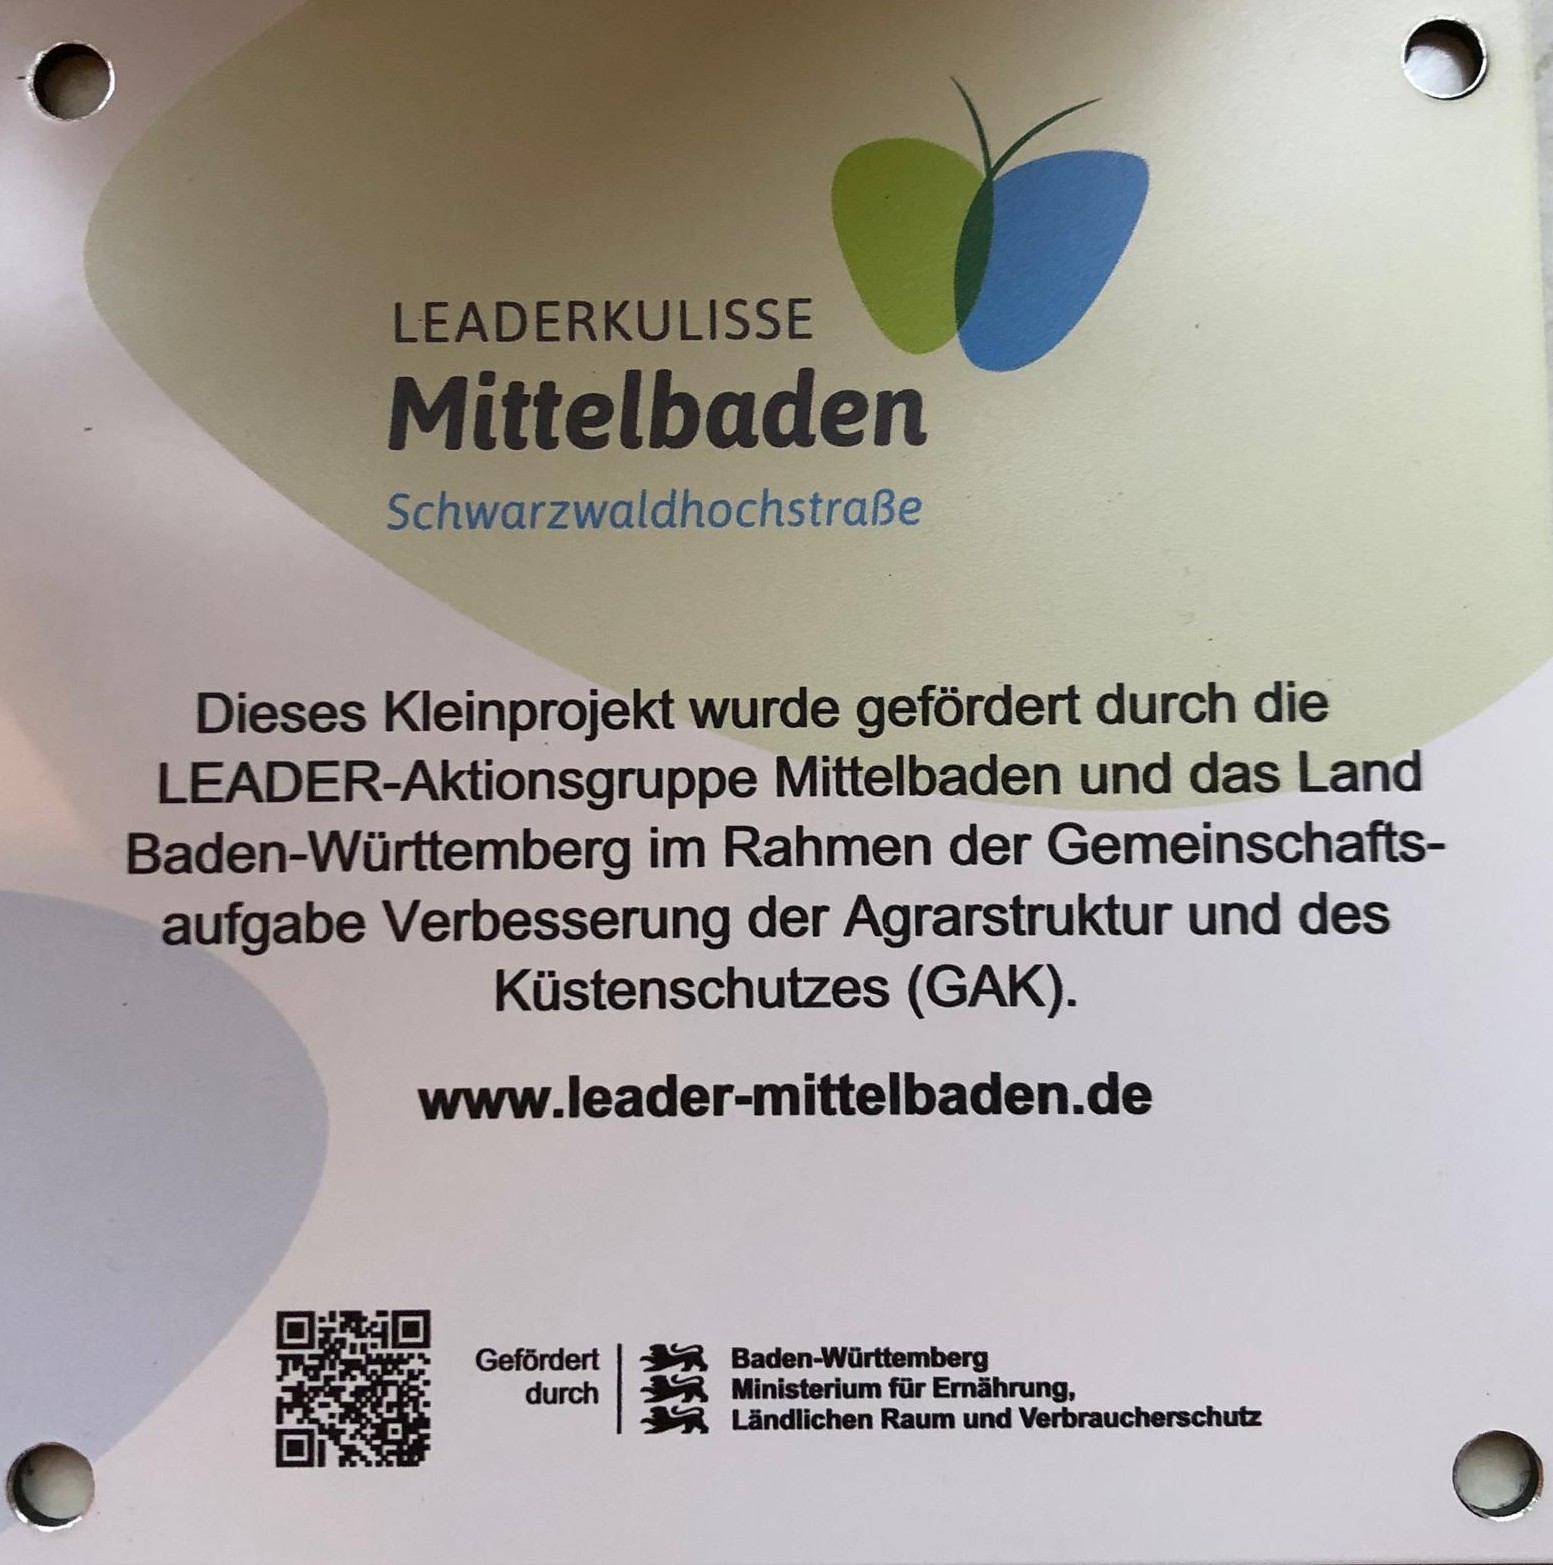 LEADERKULISSE
Mittelbaden
Schwarzwaldhochstraße
Dieses Kleinprojekt wurde gefördert durch die
LEADER-Aktionsgruppe Mittelbaden und das Land
Baden-Württemberg im Rahmen der Gemeinschafts-
aufgabe Verbesserung der Agrarstruktur und des
Küstenschutzes (GAK).
www.leader-mittelbaden.de
Gefördert
durch
Baden-Württemberg
Ministerium für Ernährung,
Ländlichen Raum und Verbraucherschutz